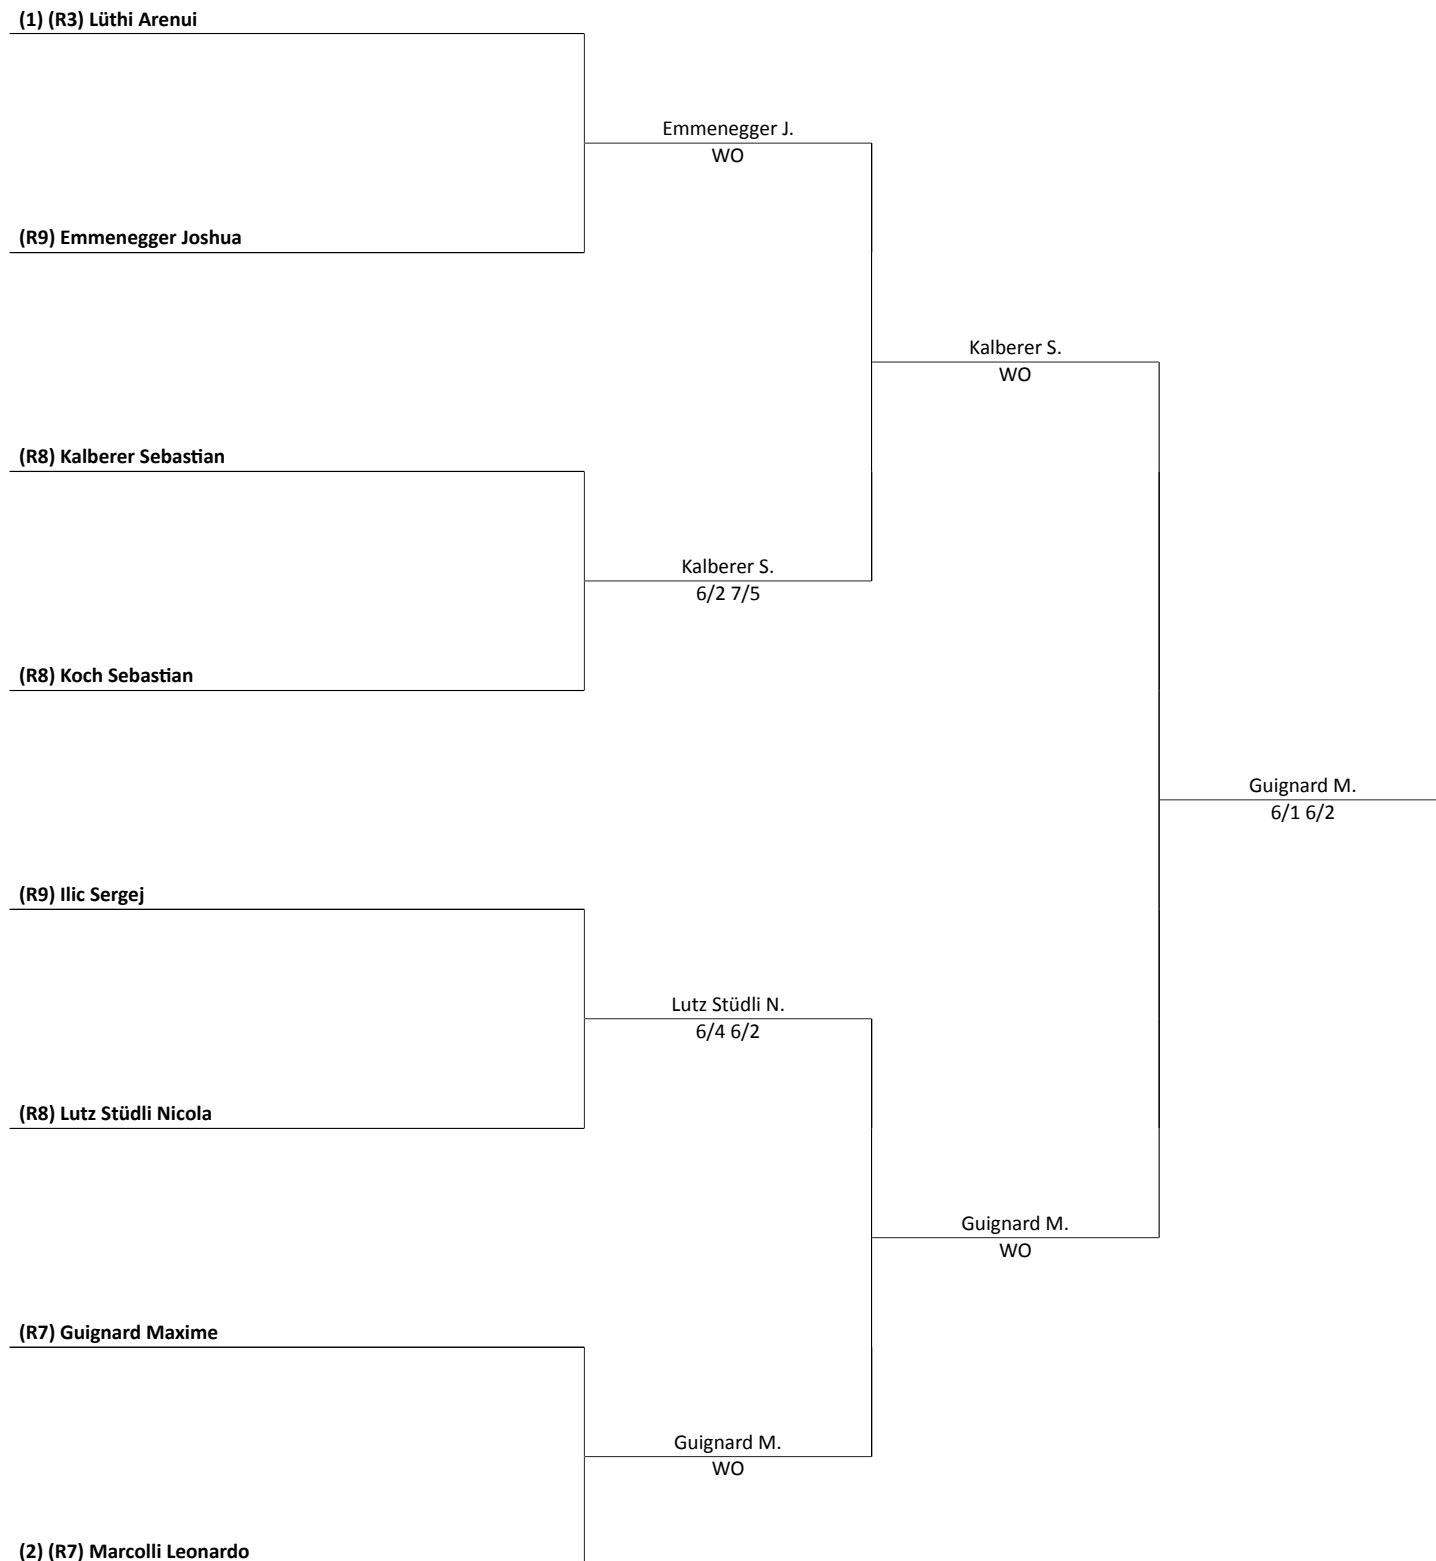 (1) (R3) Lüthi Arenui
Emmenegger J.
WO
(R9) Emmenegger Joshua
Kalberer S.
WO
(R8) Kalberer Sebastian
Kalberer S.
6/2 7/5
(R8) Koch Sebastian
Guignard M.
6/1 6/2
(R9) Ilic Sergej
Lutz Stüdli N.
6/4 6/2
(R8) Lutz Stüdli Nicola
Guignard M.
WO
(R7) Guignard Maxime
Guignard M.
WO
(2) (R7) Marcolli Leonardo